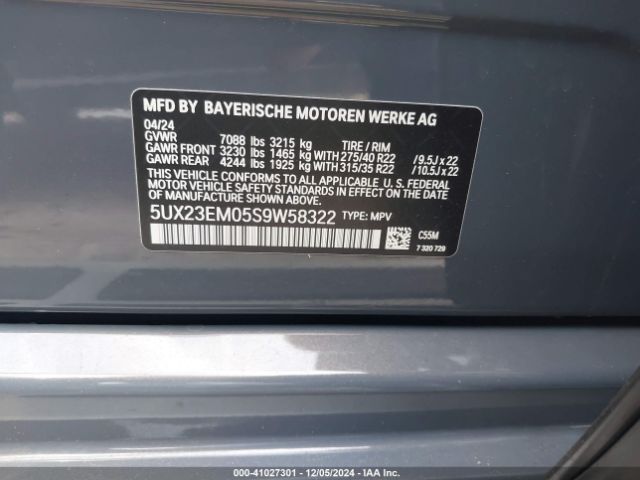 MFD BY BAYERISCHE MOTOREN WERKE AG
04/24
GVWR 7088 lbs 3215 kg TIRE / RIM
GAWR FRONT 3230 lbs 1465 kg WITH 275/40 R22 /9.5J x 22
GAWR REAR 4244 lbs 1925 kg WITH 315/35 R22 /10.5J x 22
THIS VEHICLE CONFORMS TO ALL APPLICABLE U. S. FEDERAL
MOTOR VEHICLE SAFETY STANDARDS IN EFFECT ON THE DATE
OF MANUFACTURE SHOWN ABOVE.
5UX23EM05S9W58322 TYPE: MPV
C55M
7 320 729
000-41027301 - 12/05/2024 - IAA Inc.